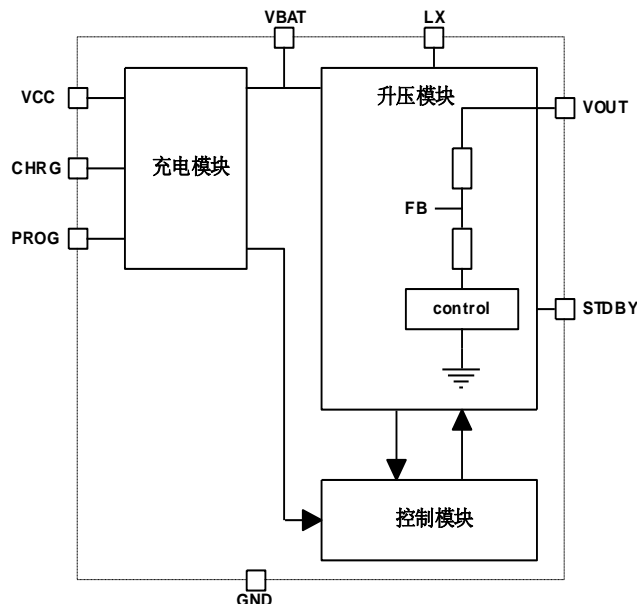 VBAT
LX
VCC
充电模块
升压模块
VOUT
CHRG
FB
PROG
control
STDBY
控制模块
GND